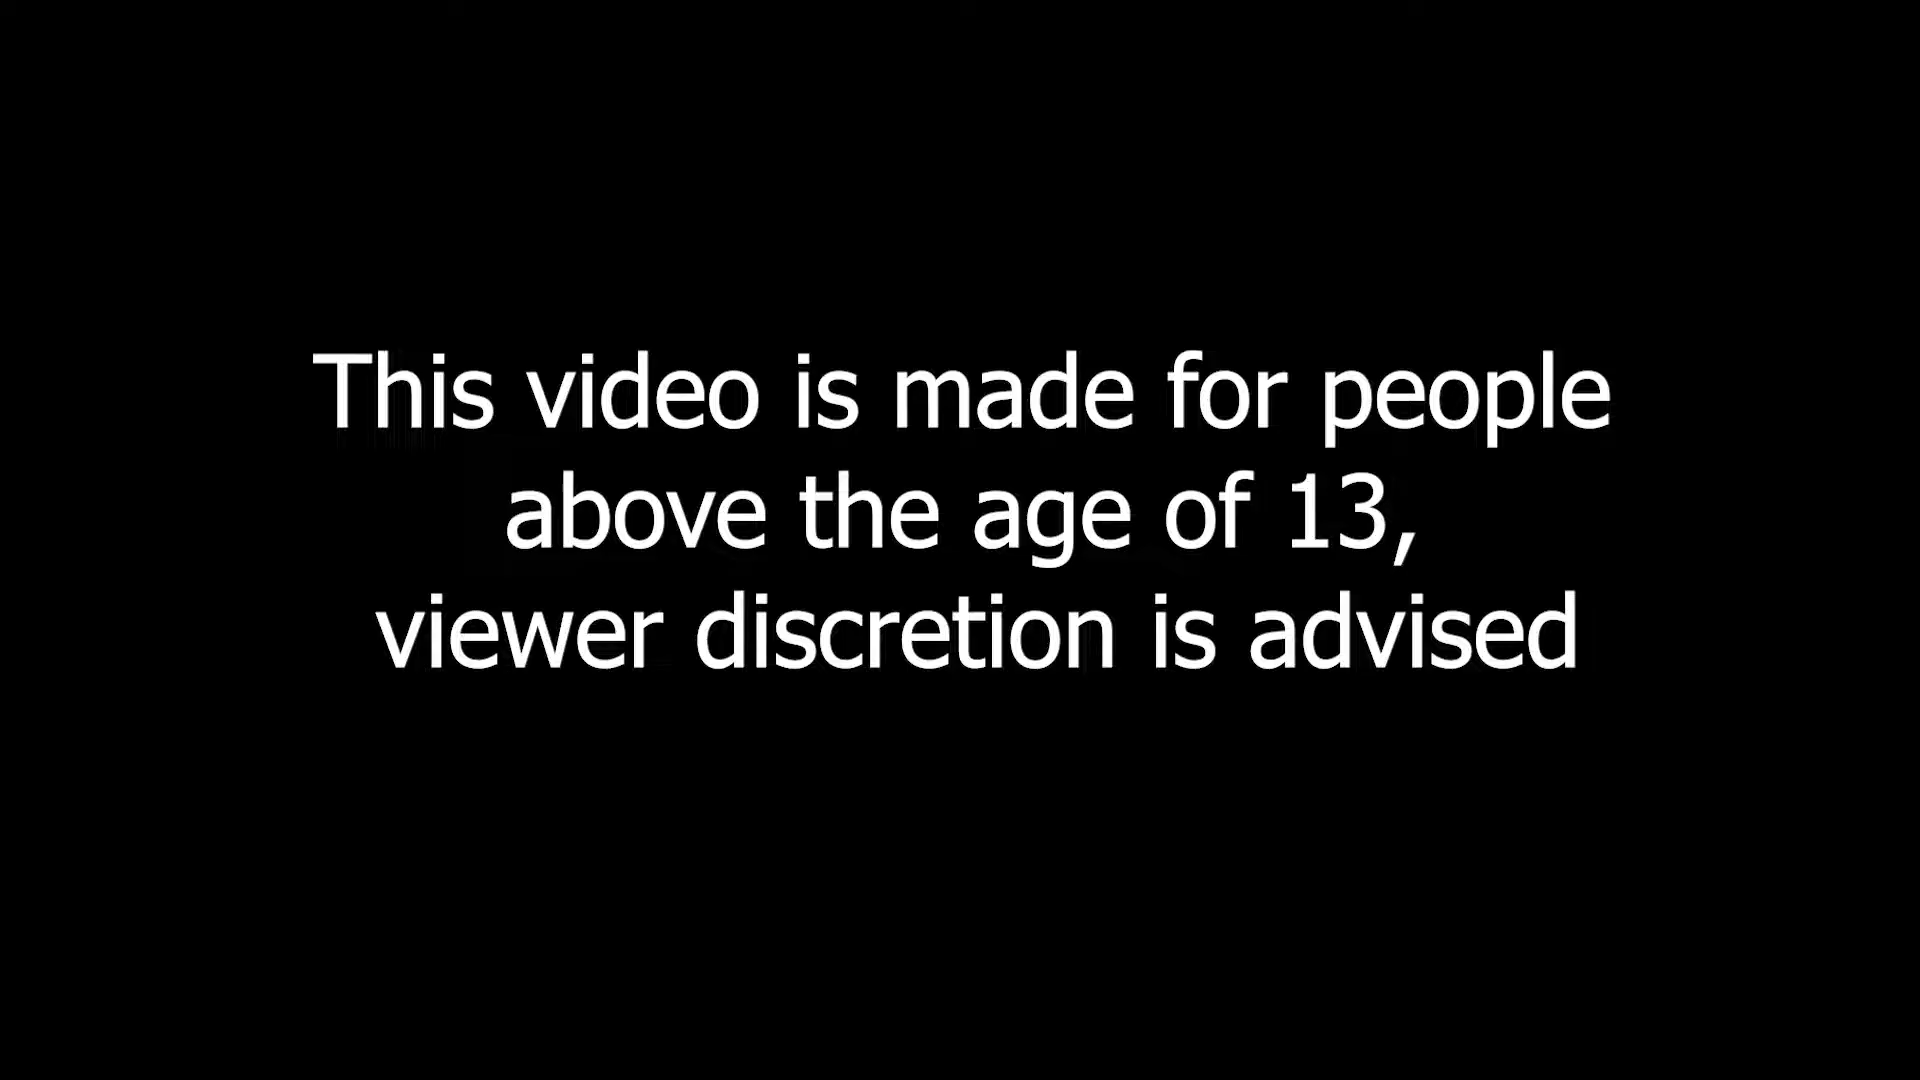 This video is made for people
above the age of 13,
viewer discretion is advised